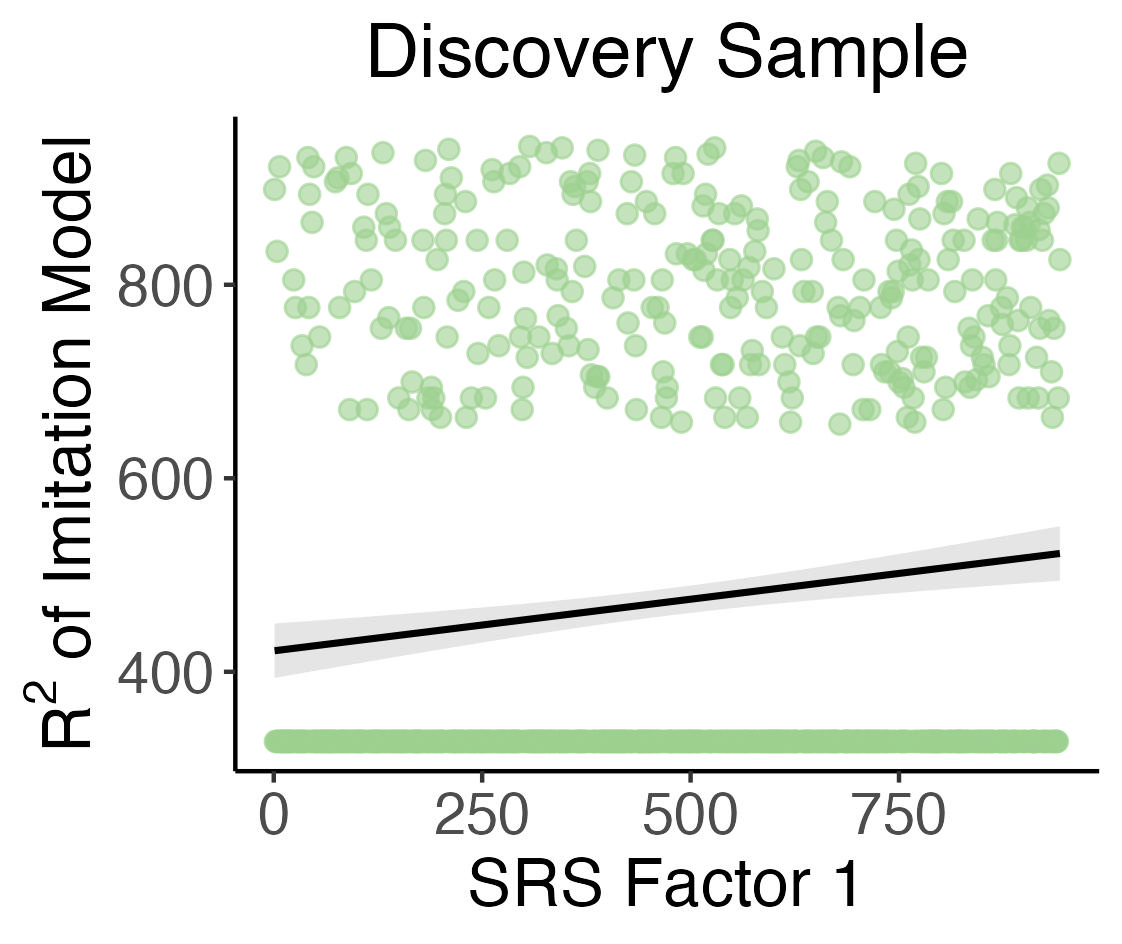 Discovery Sample
R² of Imitation Model
800
600
400
0 250 500 750
SRS Factor 1